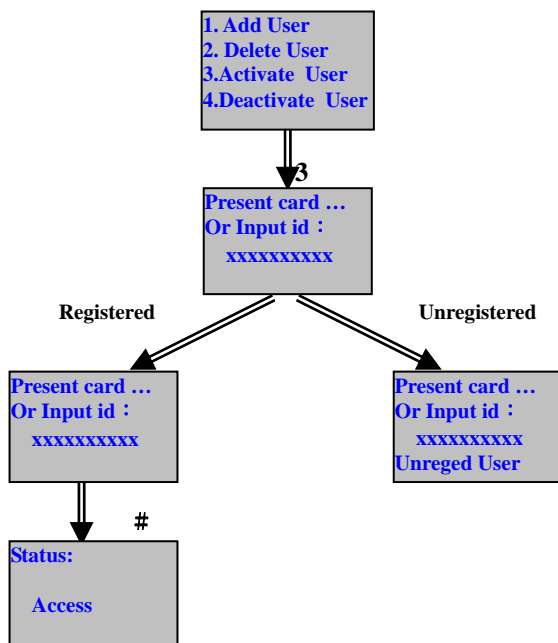 1. Add User
2. Delete User
3.Activate User
4.Deactivate User
3
Present card …
Or Input id：
xxxxxxxxxx
Registered
Unregistered
Present card …
Or Input id：
xxxxxxxxxx
Present card …
Or Input id：
xxxxxxxxxx
Unreged User
#
Status:
Access